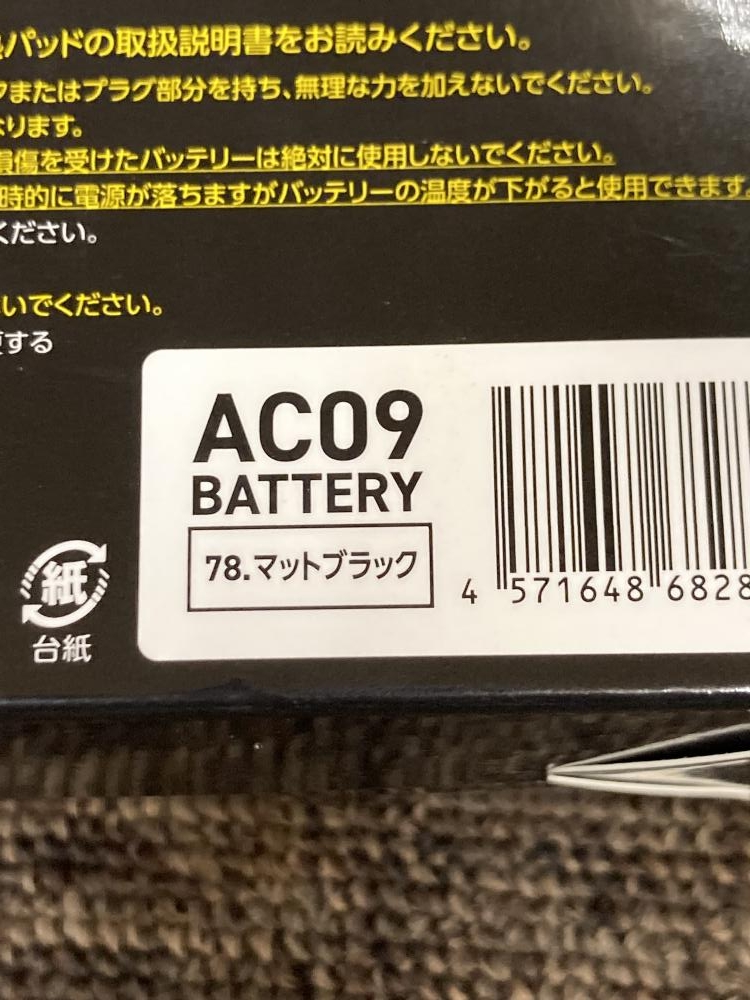 パッドの取扱説明書をお読みください。
またはプラグ部分を持ち、無理な力を加えないでください。
なります。
損傷を受けたバッテリーは絶対に使用しないでください。
時的に電源が落ちますがバッテリーの温度が下がると使用できます
ください。
いでください。
する
AC09
BATTERY
78.マットブラック
4 571648 6828
紙
台紙